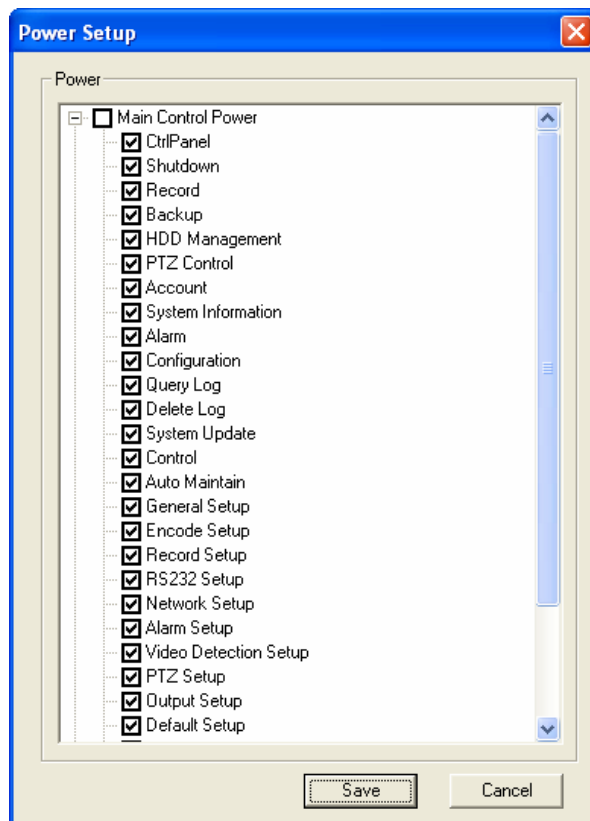 Power Setup
Power
Main Control Power
CtrlPanel
Shutdown
Record
Backup
HDD Management
PTZ Control
Account
System Information
Alarm
Configuration
Query Log
Delete Log
System Update
Control
Auto Maintain
General Setup
Encode Setup
Record Setup
RS232 Setup
Network Setup
Alarm Setup
Video Detection Setup
PTZ Setup
Output Setup
Default Setup
Save
Cancel